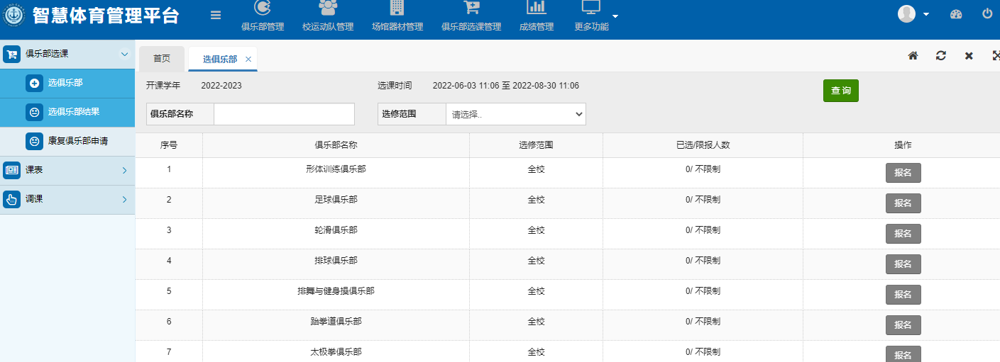 智慧体育管理平台
俱乐部管理 校运动队管理 场馆器材管理 俱乐部选课管理 成绩管理 更多功能
俱乐部选课
选俱乐部
选俱乐部结果
康复俱乐部申请
课表
调课
首页 选俱乐部 ×
开课学年 2022-2023 选课时间 2022-06-03 11:06 至 2022-08-30 11:06 查询
俱乐部名称 选修范围 请选择..
序号 俱乐部名称 选修范围 已选/限报人数 操作
1 形体训练俱乐部 全校 0/ 不限制 报名
2 足球俱乐部 全校 0/ 不限制 报名
3 轮滑俱乐部 全校 0/ 不限制 报名
4 排球俱乐部 全校 0/ 不限制 报名
5 排舞与健身操俱乐部 全校 0/ 不限制 报名
6 跆拳道俱乐部 全校 0/ 不限制 报名
7 太极拳俱乐部 全校 0/ 不限制 报名